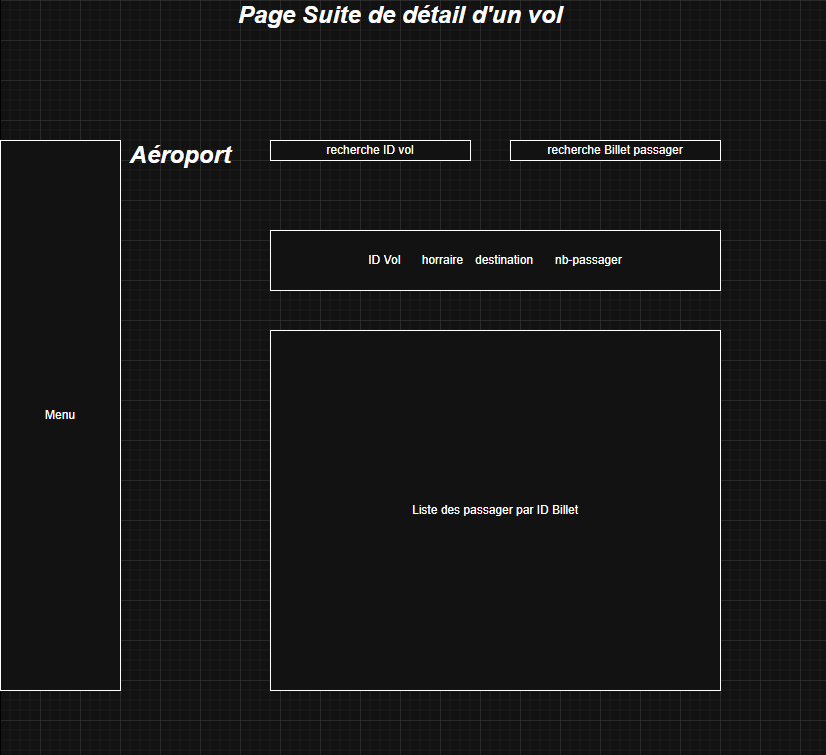 Page Suite de détail d'un vol
Aéroport
recherche ID vol
recherche Billet passager
ID Vol horraire destination nb-passager
Menu
Liste des passager par ID Billet